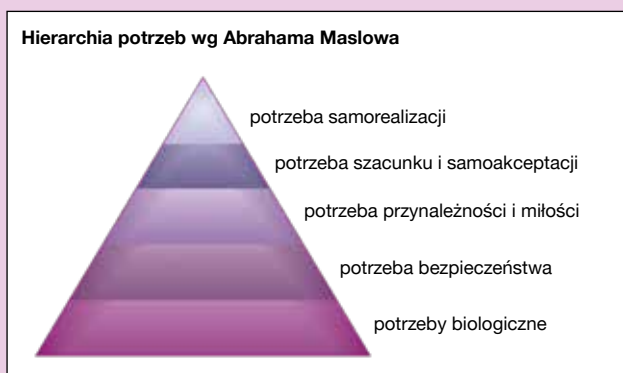 Hierarchia potrzeb wg Abrahama Maslowa
potrzeba samorealizacji
potrzeba szacunku i samoakceptacji
potrzeba przynależności i miłości
potrzeba bezpieczeństwa
potrzeby biologiczne